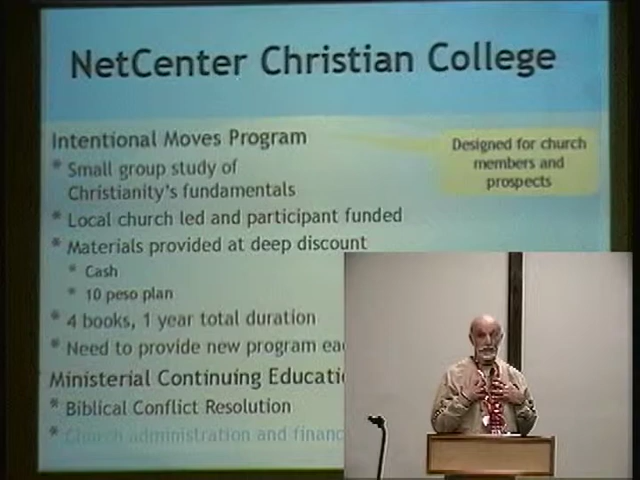 NetCenter Christian College
Intentional Moves Program
* Small group study of
Christianity's fundamentals
* Local church led and participant funded
* Materials provided at deep discount
* Cash
* 10 peso plan
* 4 books, 1 year total duration
* Need to provide new program ea
Ministerial Continuing Educati
* Biblical Conflict Resolution
* Church administration and financ
Designed for church
members and
prospects